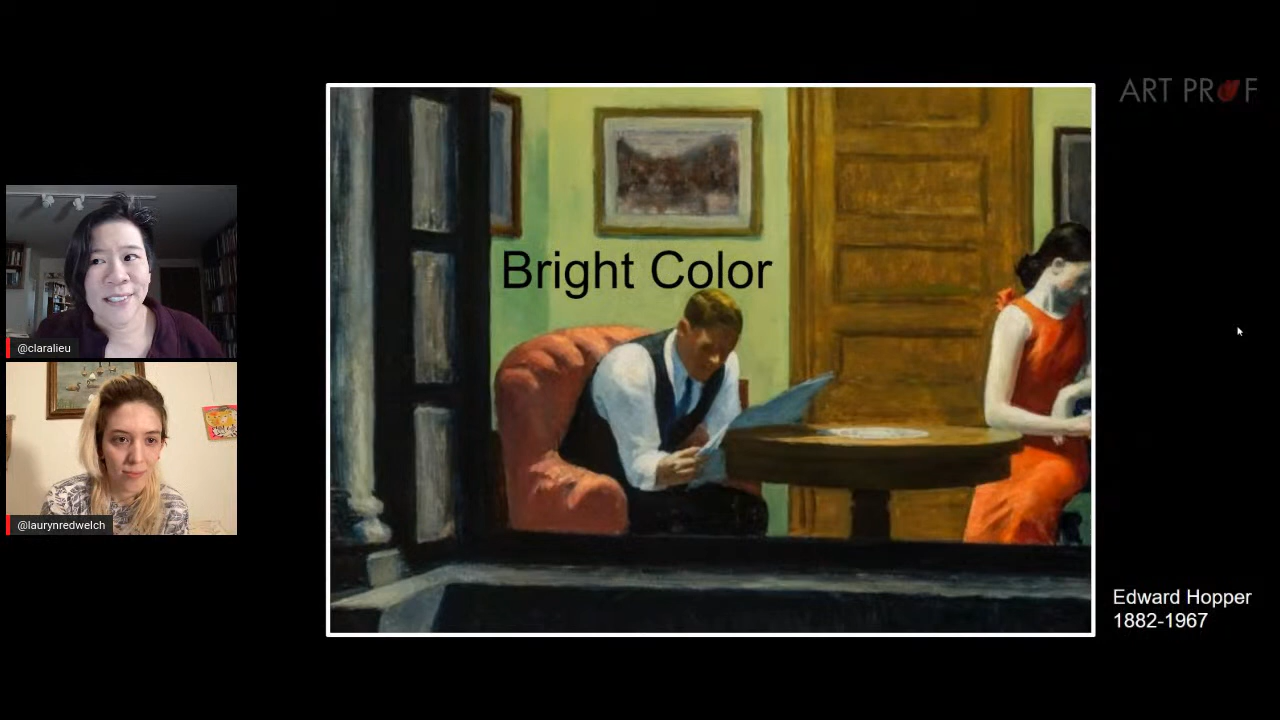 ART PROF
Bright Color
@claralieu
@laurynredwelch
Edward Hopper
1882-1967